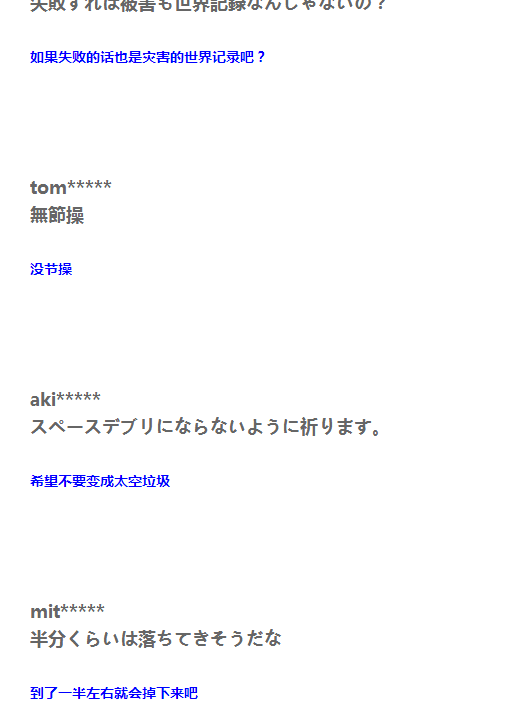 失敗すれば被害も世界記録なんじゃないの？
如果失败的话也是灾害的世界记录吧？
tom*****
無節操
没节操
aki*****
スペースデブリにならないように祈ります。
希望不要变成太空垃圾
mit*****
半分くらいは落ちてきそうだな
到了一半左右就会掉下来吧